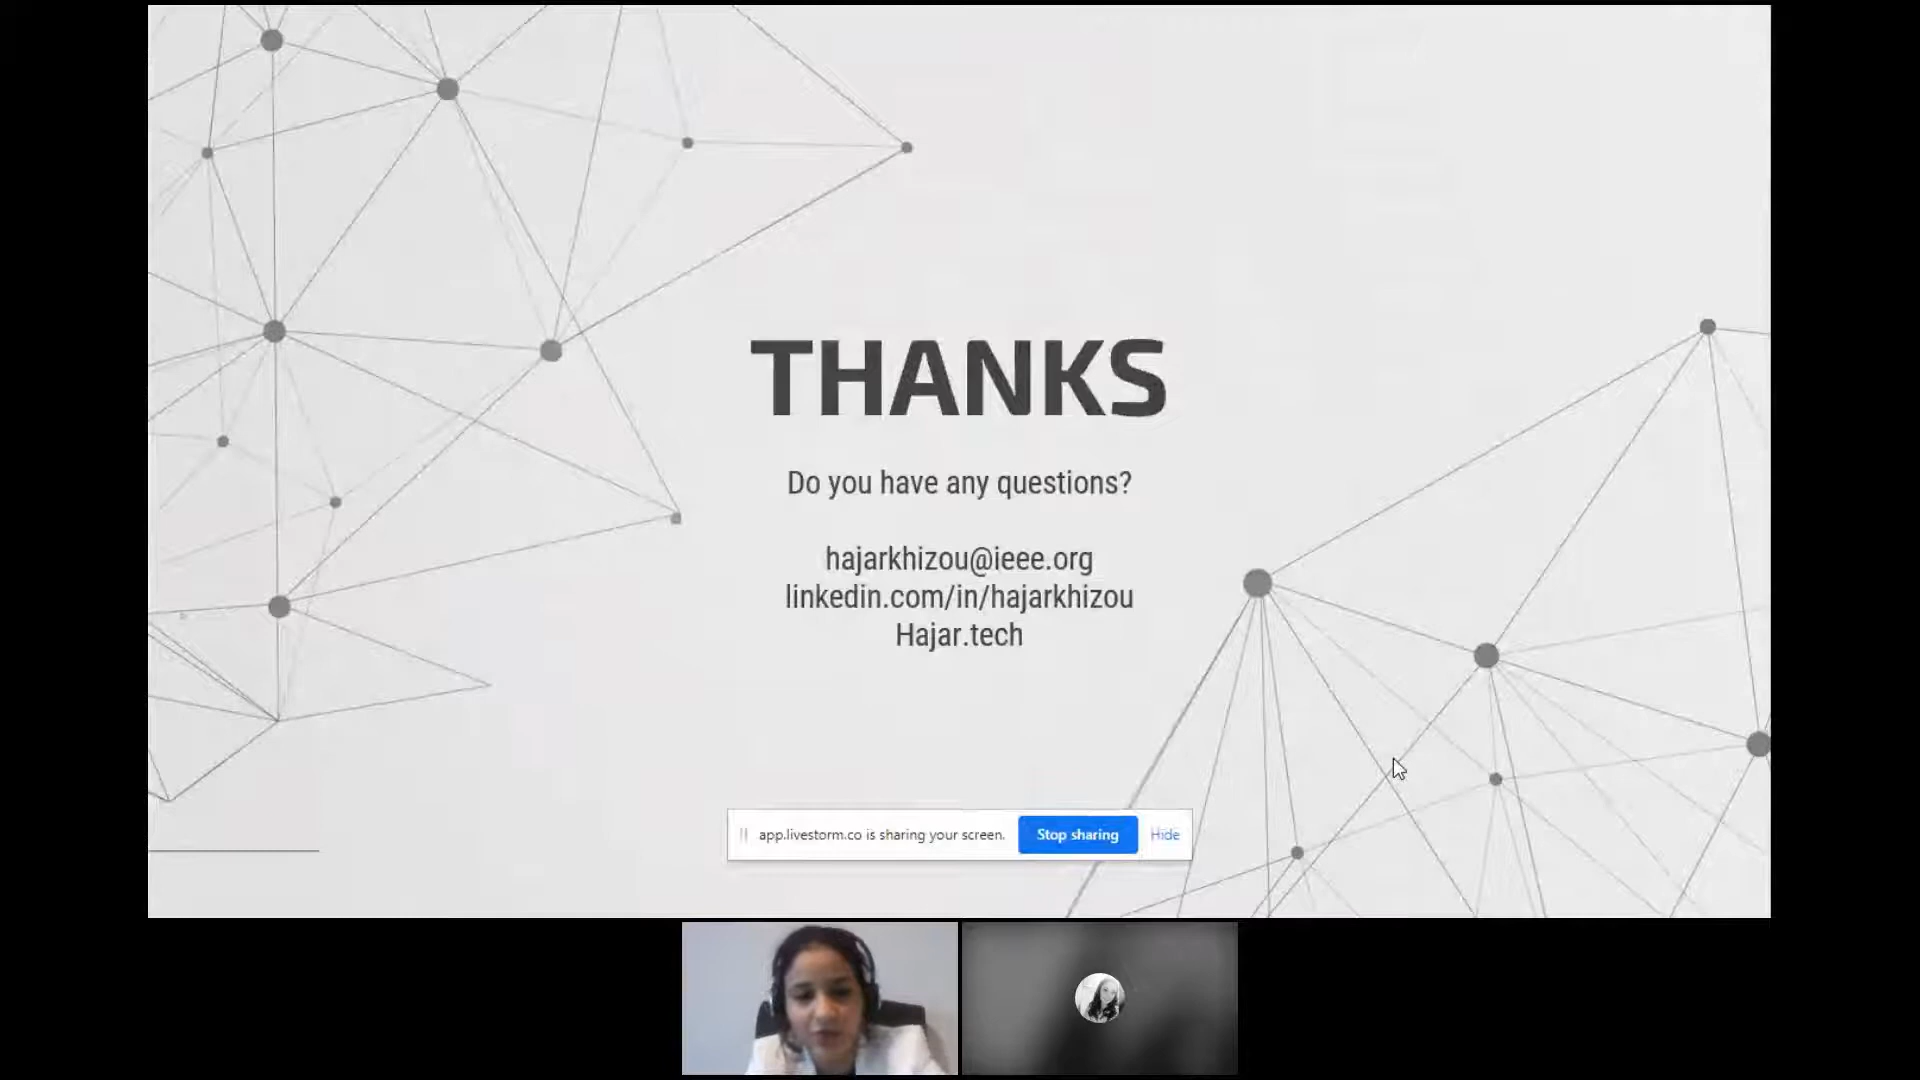 THANKS
Do you have any questions?
hajarkhizou@ieee.org
linkedin.com/in/hajarkhizou
Hajar.tech
app.livestorm.co is sharing your screen. Stop sharing Hide